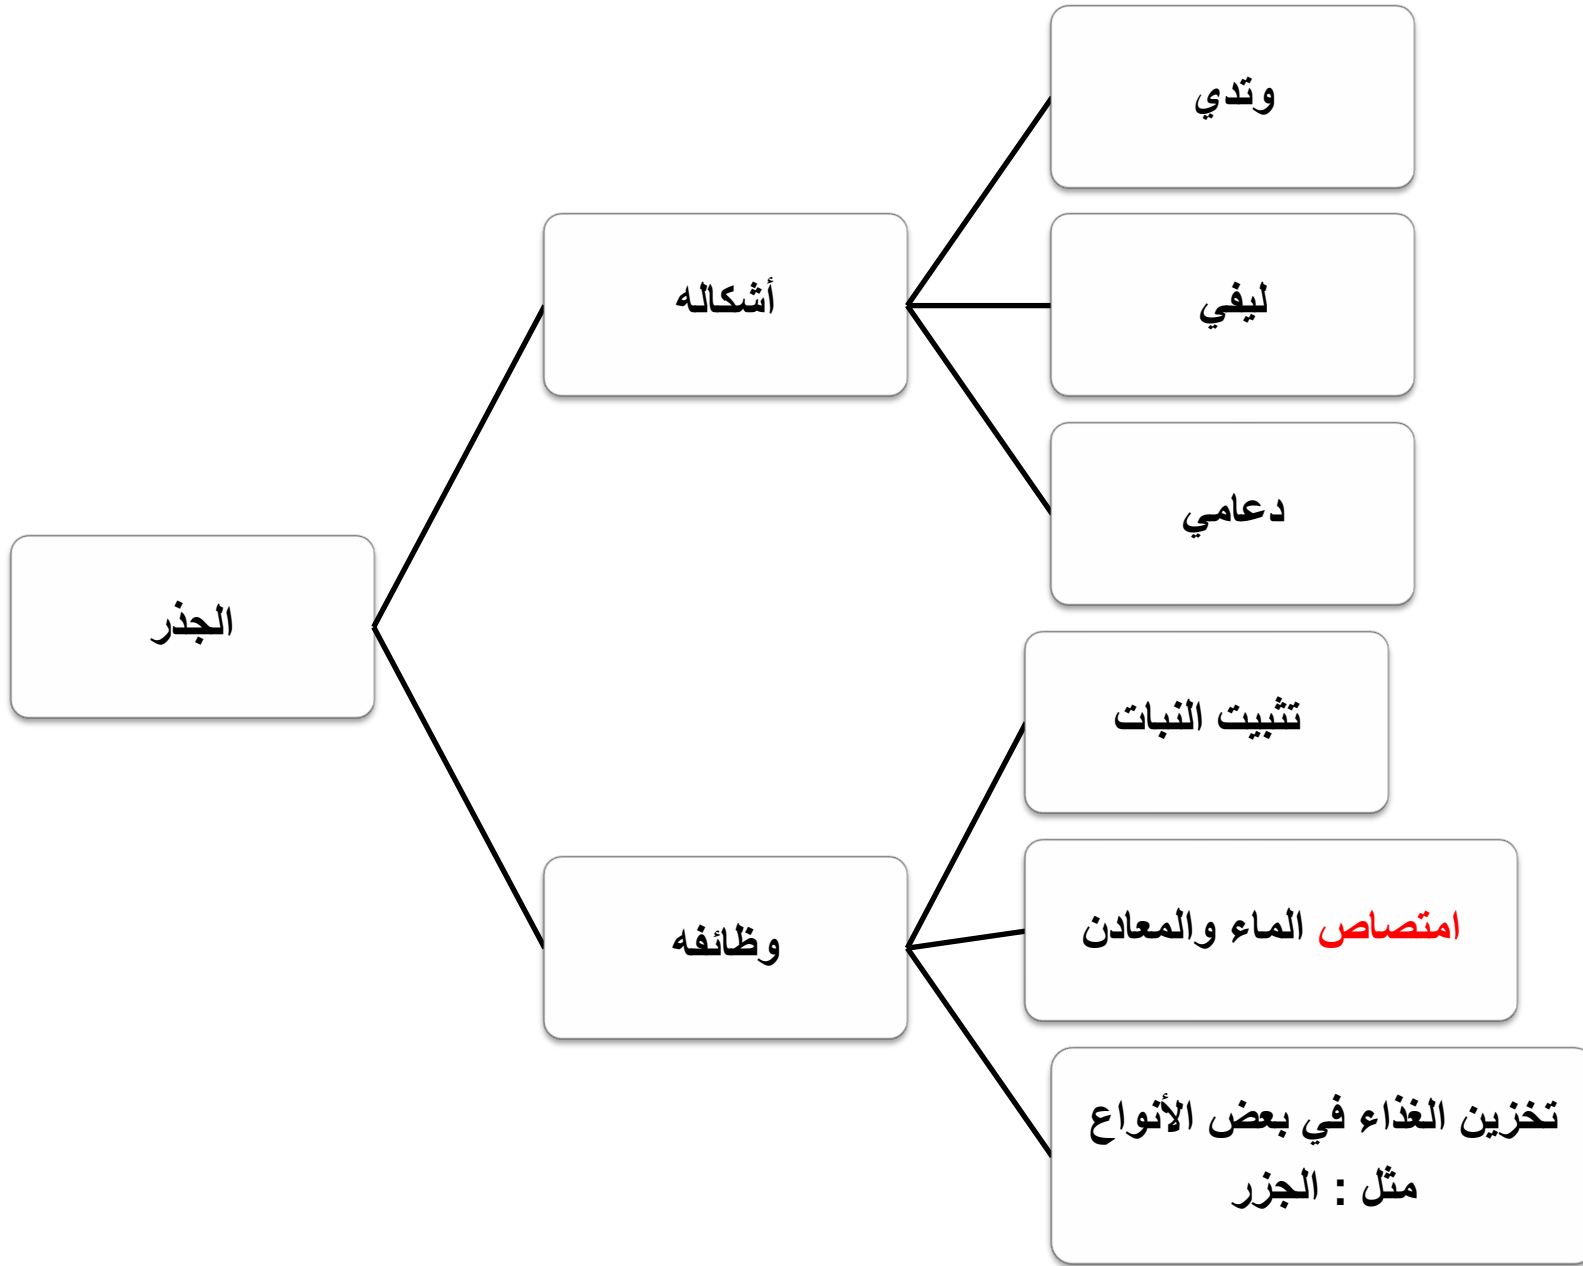 وتدي
أشكاله
ليفي
دعامي
الجذر
تثبيت النبات
وظائفه
امتصاص الماء والمعادن
تخزين الغذاء في بعض الأنواع
مثل : الجزر